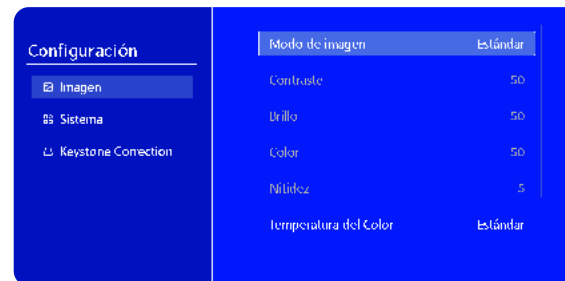 Configuración
Imagen
Sistema
Keystone Correction
Modo de imagen Estándar
Contraste 50
Brillo 50
Color 50
Nitidez 5
Temperatura del Color Estándar